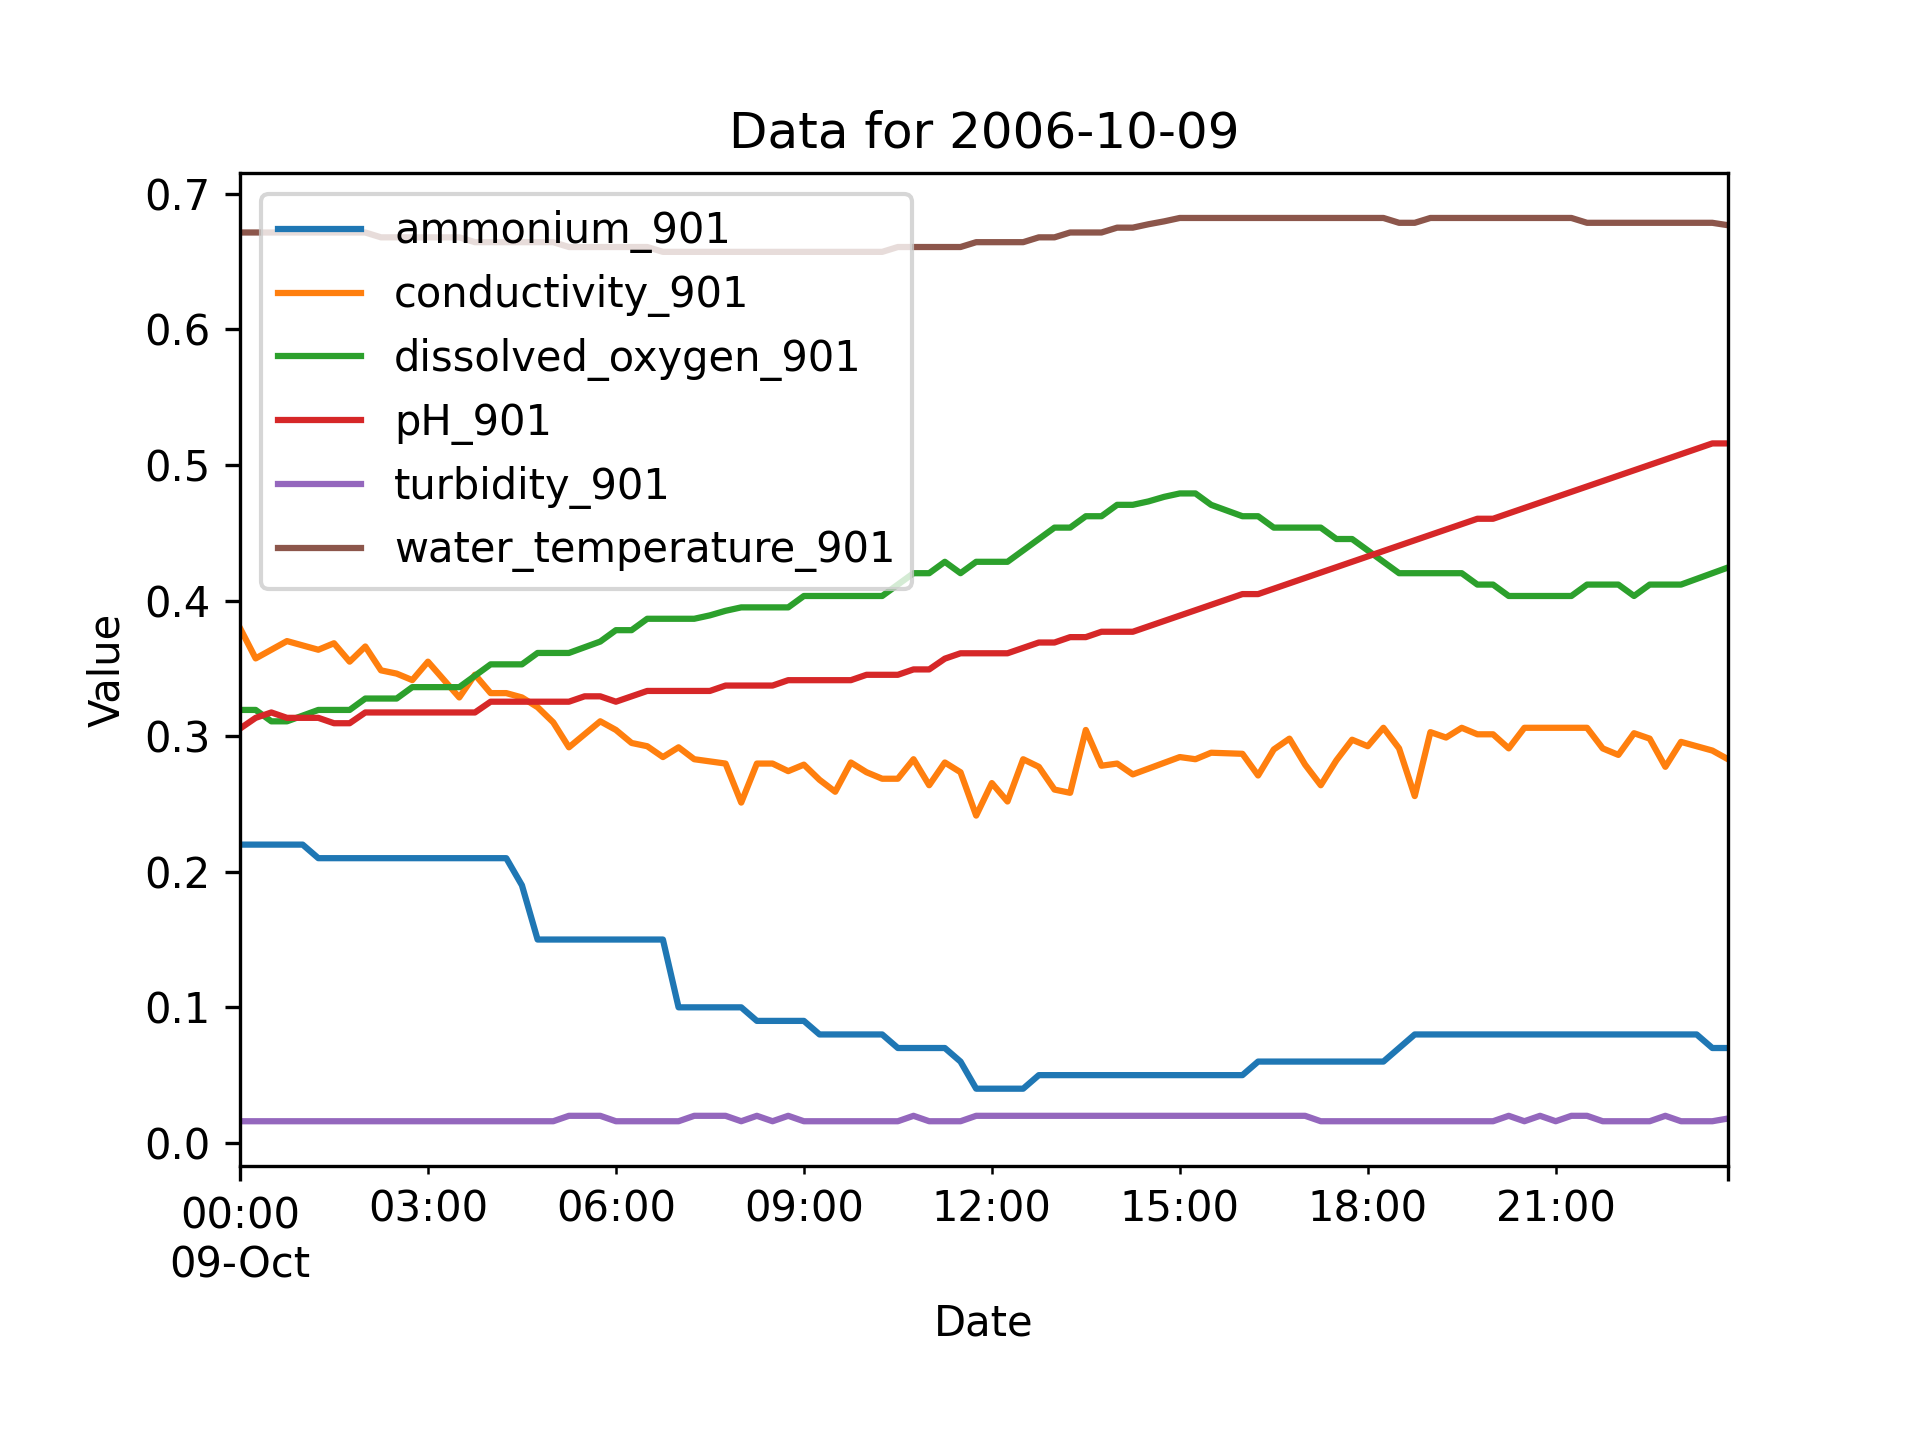 Data for 2006-10-09
0.7
0.6
0.5
0.4
0.3
0.2
0.1
0.0
Value
ammonium_901
conductivity_901
dissolved_oxygen_901
pH_901
turbidity_901
water_temperature_901
00:00 03:00 06:00 09:00 12:00 15:00 18:00 21:00
09-Oct
Date